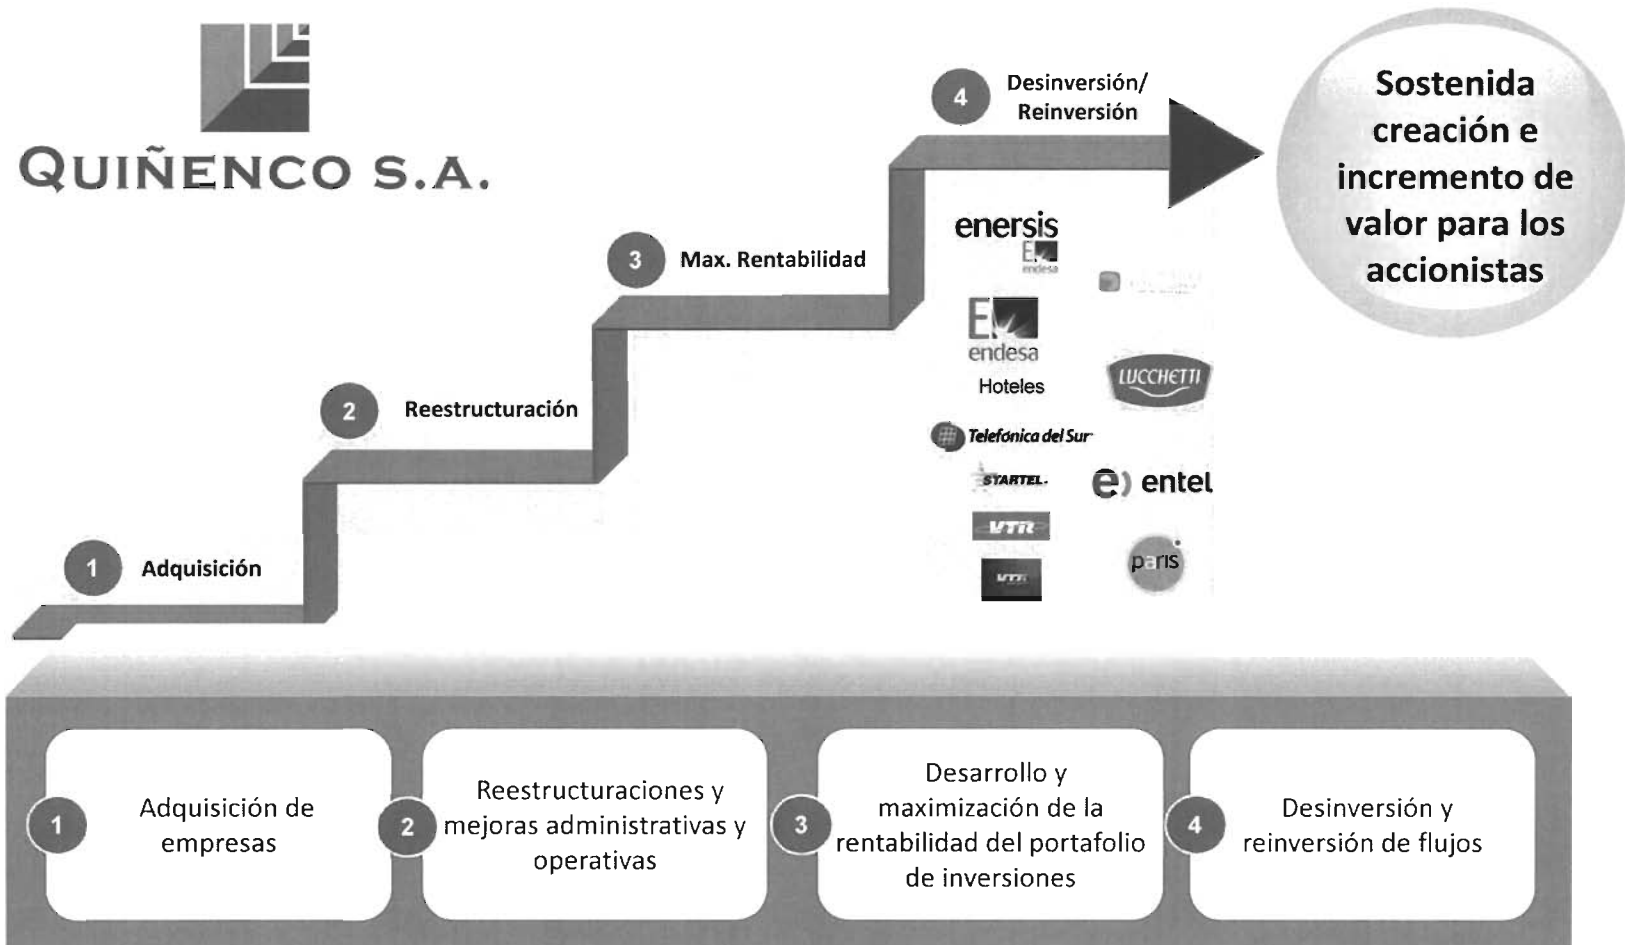 QUIÑENCO S.A.
4
Desinversión/
Reinversión
Sostenida
creación e
incremento de
valor para los
accionistas
3
Max. Rentabilidad
2
Reestructuración
1
Adquisición
enersis
E
endesa
E
endesa
Hoteles
LUCCHETTI
Telefónica del Sur
STARTEL
e) entel
VTR
paris
VTR
1
Adquisición de
empresas
2
Reestructuraciones y
mejoras administrativas y
operativas
3
Desarrollo y
maximización de la
rentabilidad del portafolio
de inversiones
4
Desinversión y
reinversión de flujos